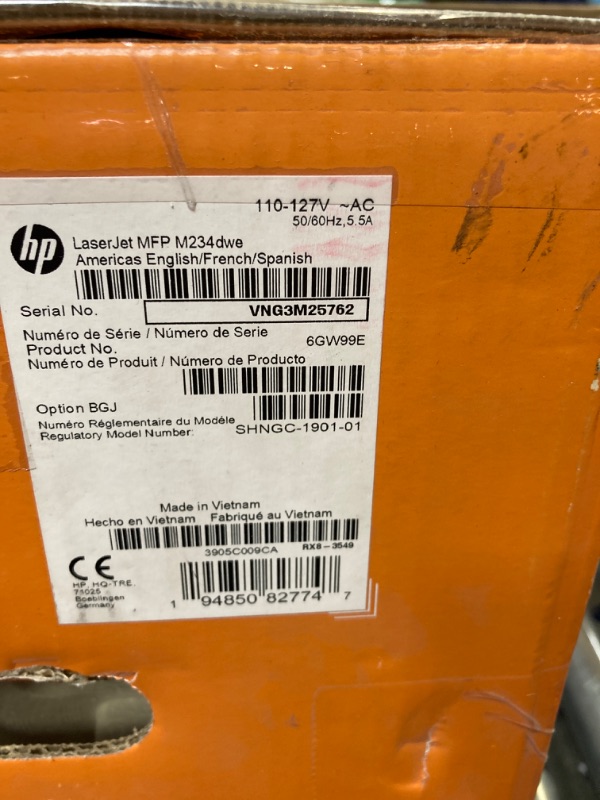 110-127V ~AC
50/60Hz, 5.5A
hp
LaserJet MFP M234dwe
Americas English/French/Spanish
Serial No.
VNG3M25762
Numéro de Série / Número de Serie
Product No.
6GW99E
Numéro de Produit / Número de Producto
Option BGJ
Numéro Réglementaire du Modèle
Regulatory Model Number:
SHNGC-1901-01
Made in Vietnam
Hecho en Vietnam Fabriqué au Vietnam
3905C009CA
RX8-3549
CE
HP, HQ-TRE,
71025
Boeblingen
Germany
1 94850 82774 7